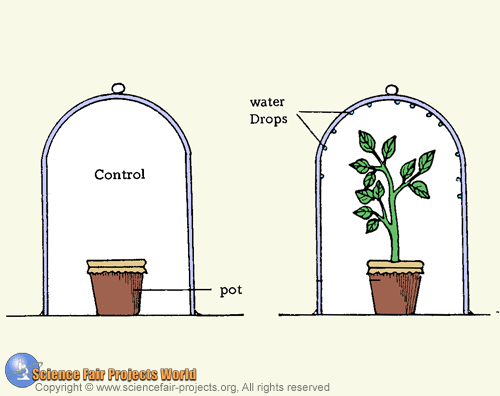 water
Drops
Control
pot
Science Fair Projects World
Copyright © www.sciencefair-projects.org, All rights reserved